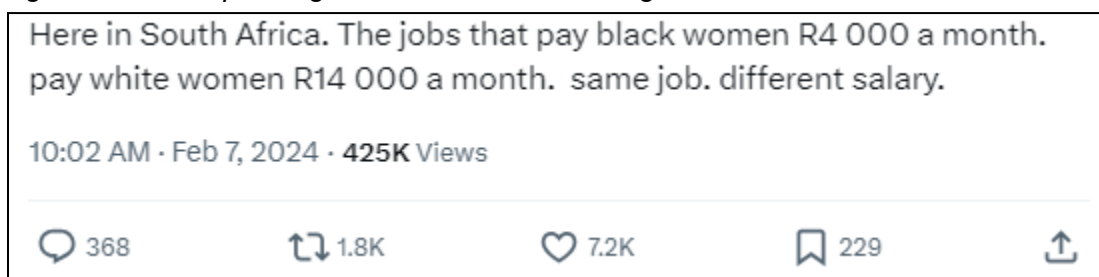 Here in South Africa. The jobs that pay black women R4 000 a month.
pay white women R14 000 a month.  same job. different salary.
10:02 AM · Feb 7, 2024 · 425K Views
368 1.8K 7.2K 229